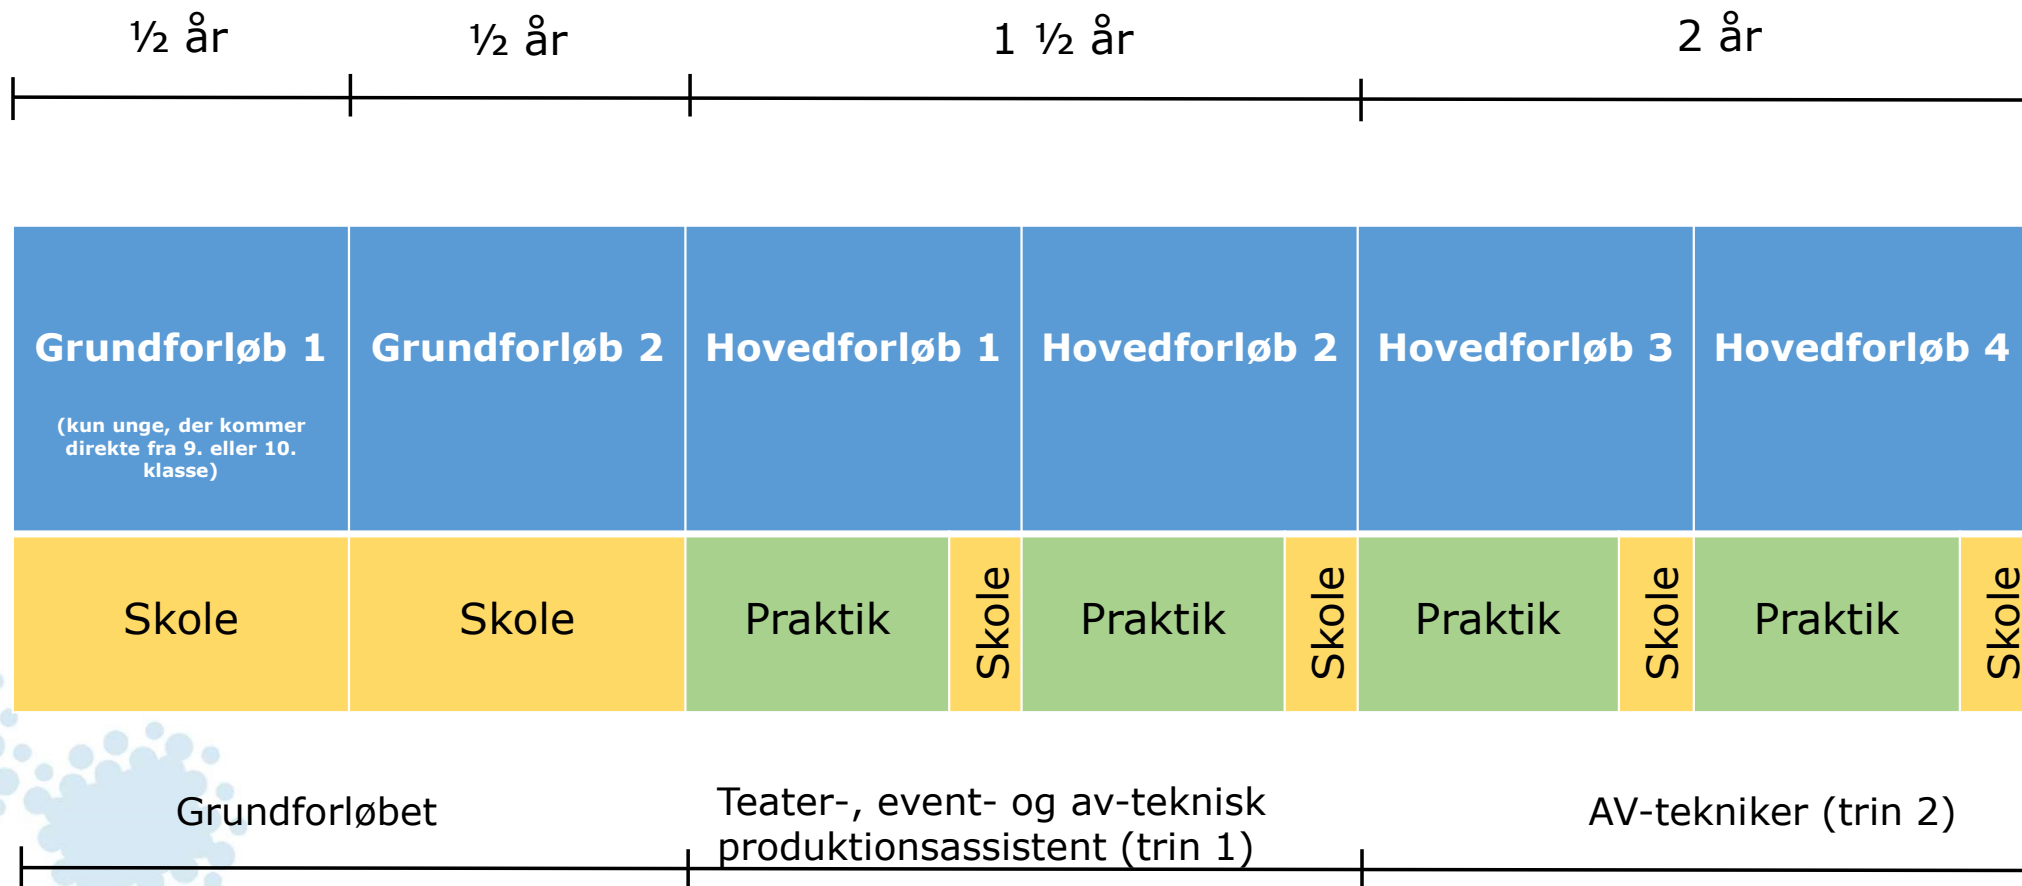 ½ år
½ år
1 ½ år
2 år
Grundforløb 1
(kun unge, der kommer
direkte fra 9. eller 10.
klasse)
Grundforløb 2
Hovedforløb 1
Hovedforløb 2
Hovedforløb 3
Hovedforløb 4
Skole
Skole
Praktik
Skole
Praktik
Skole
Praktik
Skole
Praktik
Skole
Grundforløbet
Teater-, event- og av-teknisk
produktionsassistent (trin 1)
AV-tekniker (trin 2)